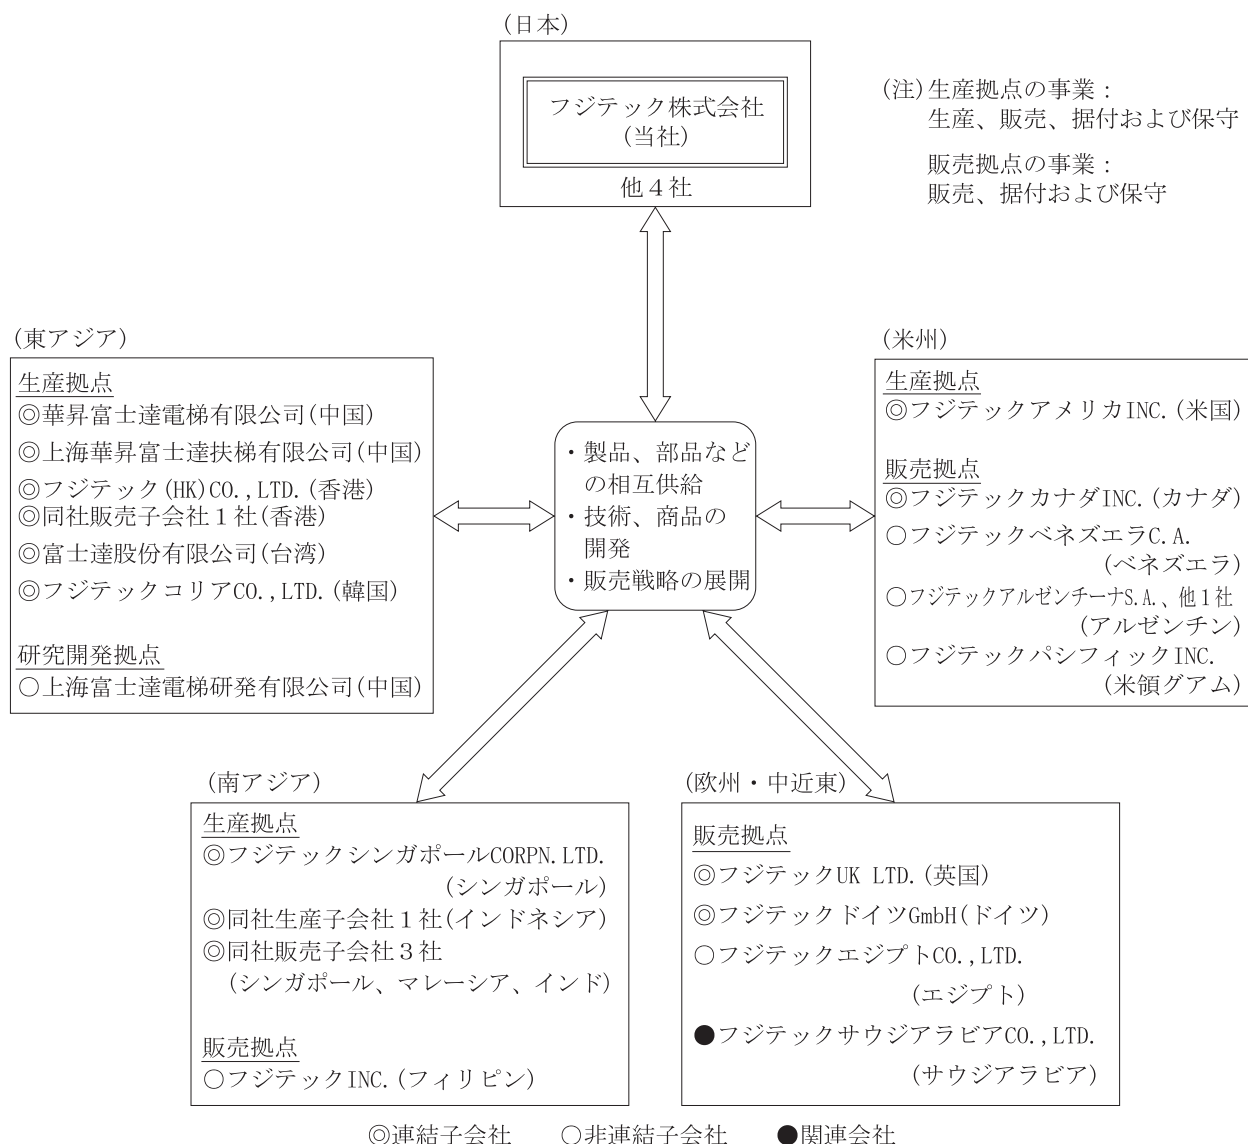 (日本)
フジテック株式会社
(当社)
他４社
(注)生産拠点の事業：
生産、販売、据付および保守
販売拠点の事業：
販売、据付および保守
(東アジア)
生産拠点
◎華昇富士達電梯有限公司(中国)
◎上海華昇富士達扶梯有限公司(中国)
◎フジテック(HK)CO.,LTD.(香港)
◎同社販売子会社１社(香港)
◎富士達股份有限公司(台湾)
◎フジテックコリアCO.,LTD.(韓国)
研究開発拠点
○上海富士達電梯研発有限公司(中国)
・製品、部品など
の相互供給
・技術、商品の
開発
・販売戦略の展開
(米州)
生産拠点
◎フジテックアメリカINC.(米国)
販売拠点
◎フジテックカナダINC.(カナダ)
○フジテックベネズエラC.A.
(ベネズエラ)
○フジテックアルゼンチーナS.A.、他１社
(アルゼンチン)
○フジテックパシフィックINC.
(米領グアム)
(南アジア)
生産拠点
◎フジテックシンガポールCORPN.LTD.
(シンガポール)
◎同社生産子会社１社(インドネシア)
◎同社販売子会社３社
(シンガポール、マレーシア、インド)
販売拠点
○フジテックINC.(フィリピン)
(欧州・中近東)
販売拠点
◎フジテックUK LTD.(英国)
◎フジテックドイツGmbH(ドイツ)
○フジテックエジプトCO.,LTD.
(エジプト)
●フジテックサウジアラビアCO.,LTD.
(サウジアラビア)
◎連結子会社　○非連結子会社　●関連会社